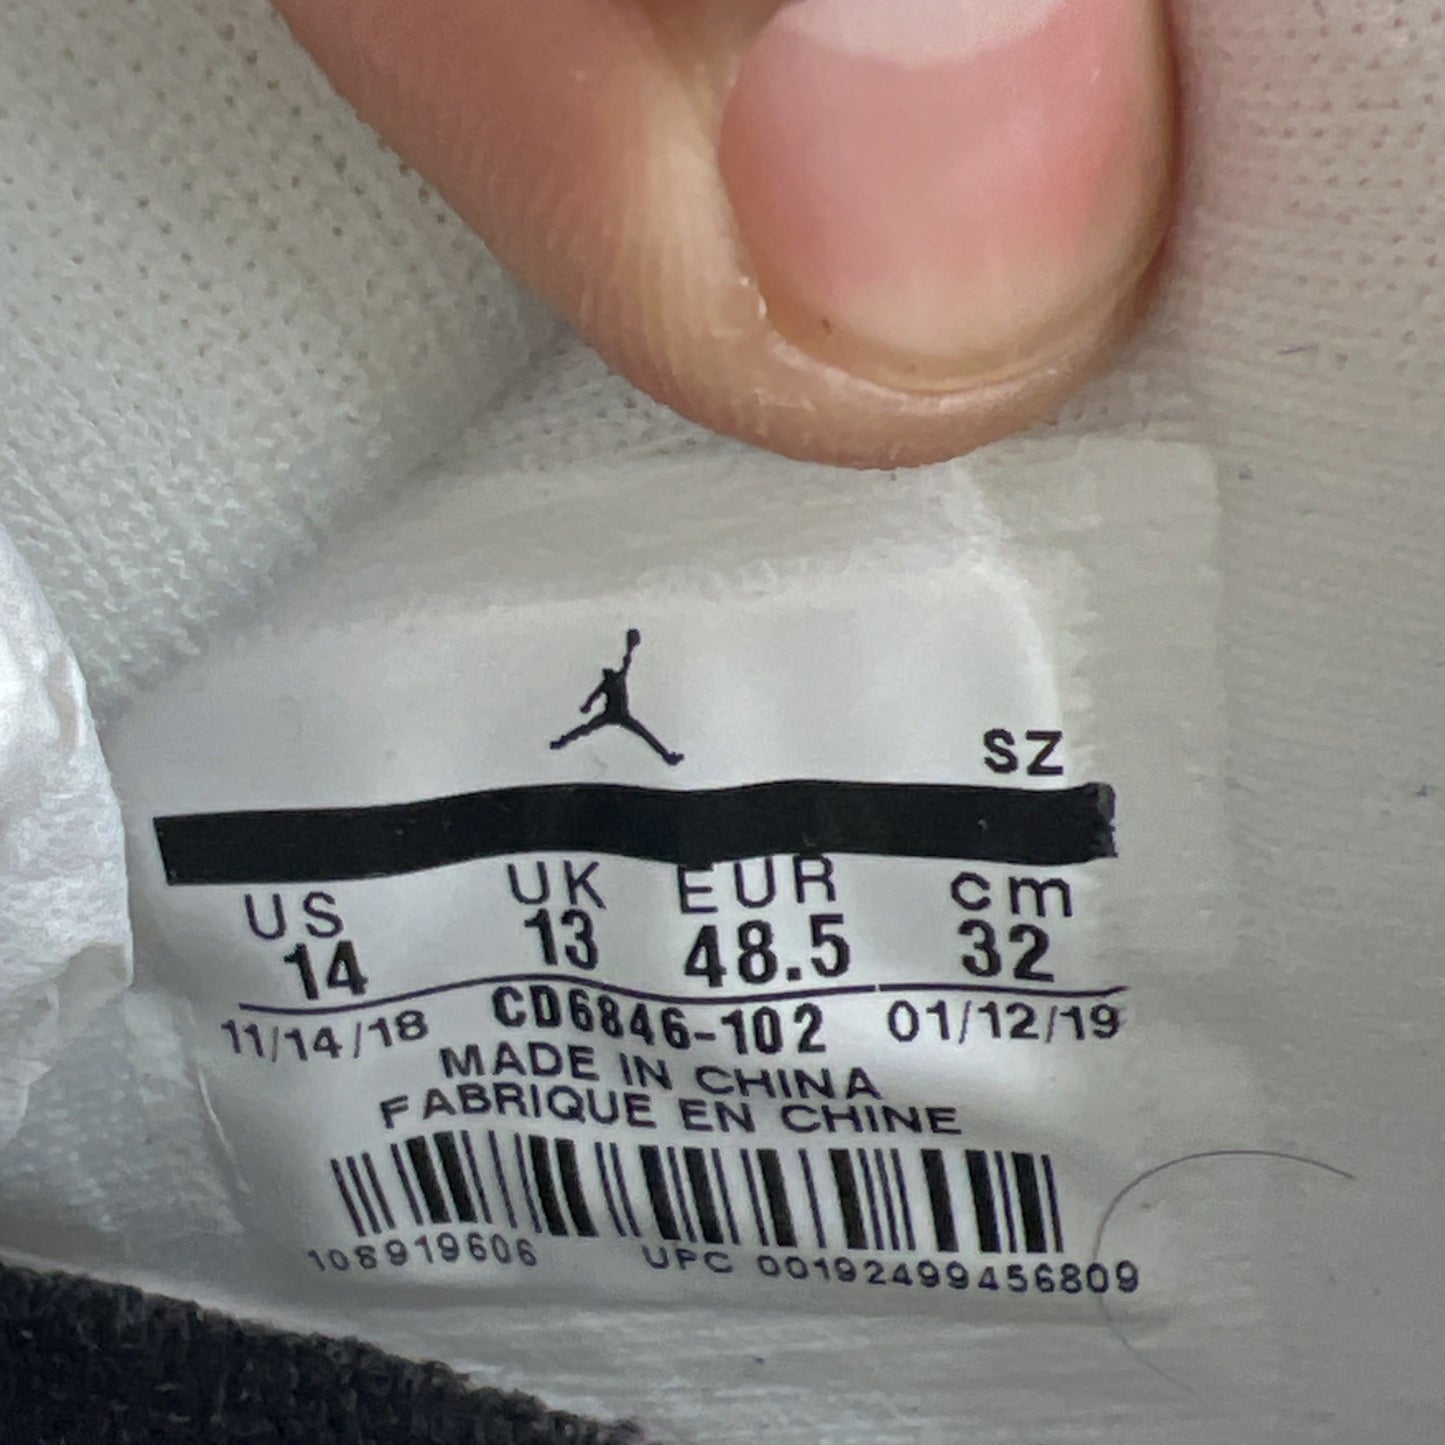 SZ
US UK EUR cm
14 13 48.5 32
11/14/18 CD6846-102 01/12/19
MADE IN CHINA
FABRIQUE EN CHINE
108919606 UPC 00192499456809